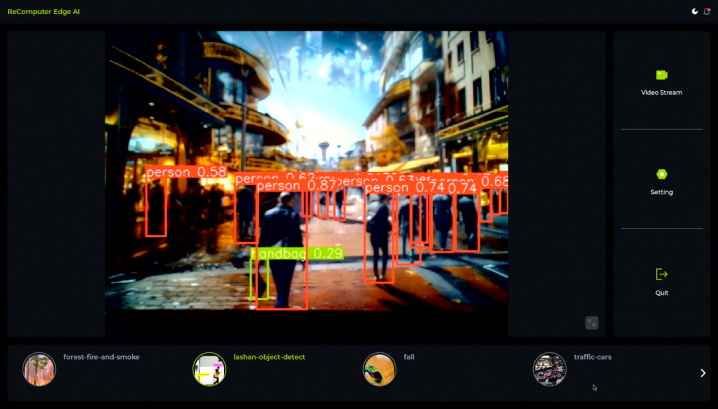 ReComputer Edge AI
Video Stream
Setting
Quit
person 0.58
person 0.62
person 0.87
person 0.63
person 0.74
0.74
person 0.68
handbag 0.29
forest-fire-and-smoke
lashan-object-detect
fall
traffic-cars